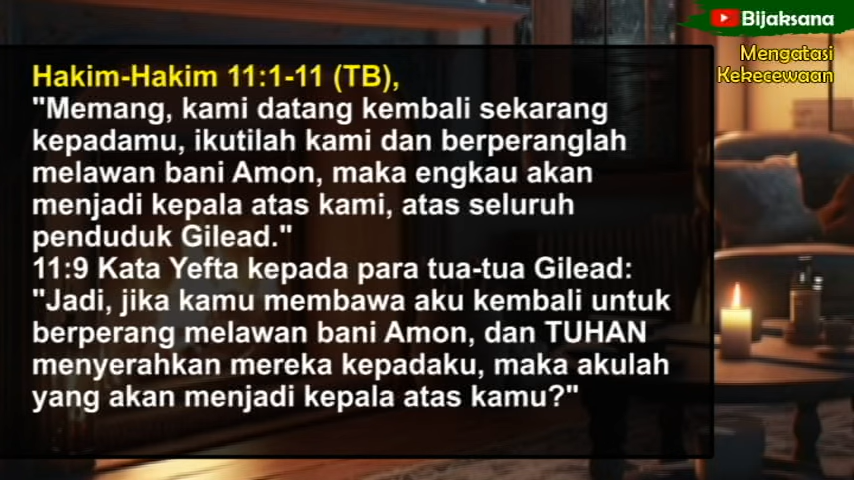 Bijaksana
Mengatasi
Kekecewaan
Hakim-Hakim 11:1-11 (TB),
"Memang, kami datang kembali sekarang
kepadamu, ikutilah kami dan berperanglah
melawan bani Amon, maka engkau akan
menjadi kepala atas kami, atas seluruh
penduduk Gilead."
11:9 Kata Yefta kepada para tua-tua Gilead:
"Jadi, jika kamu membawa aku kembali untuk
berperang melawan bani Amon, dan TUHAN
menyerahkan mereka kepadaku, maka akulah
yang akan menjadi kepala atas kamu?"